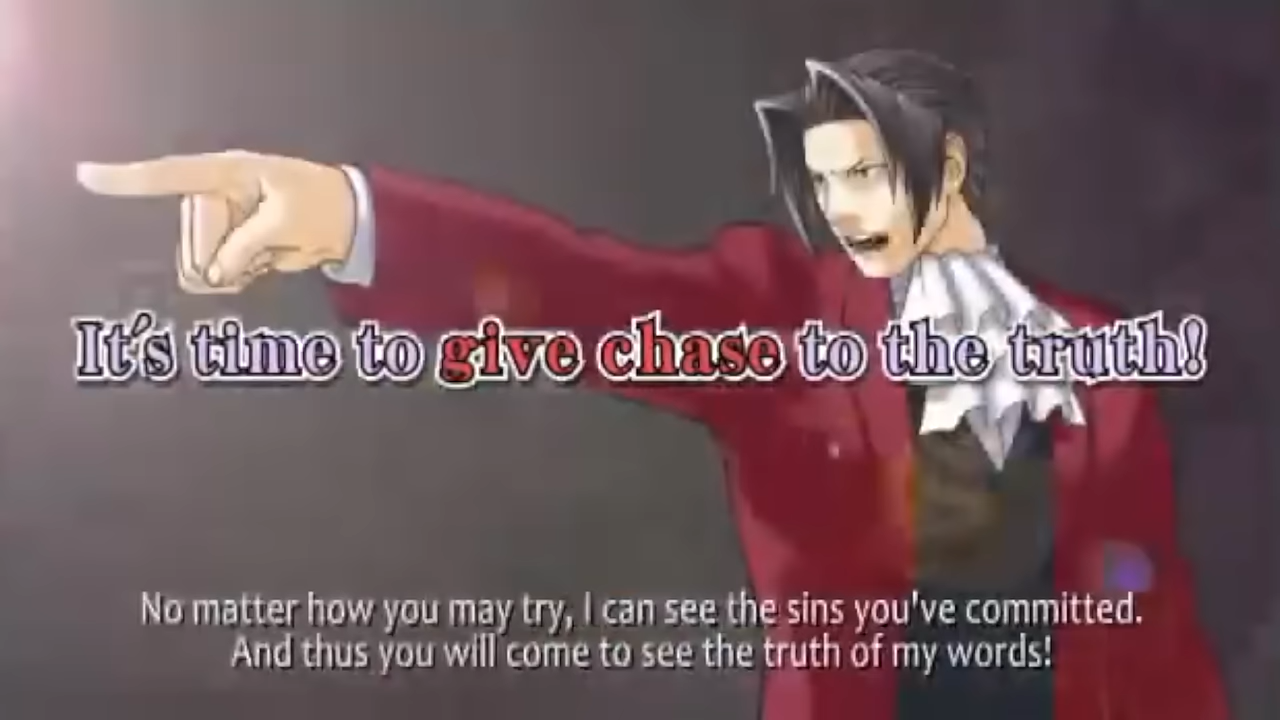 It's time to give chase to the truth!
No matter how you may try, I can see the sins you've committed.
And thus you will come to see the truth of my words!